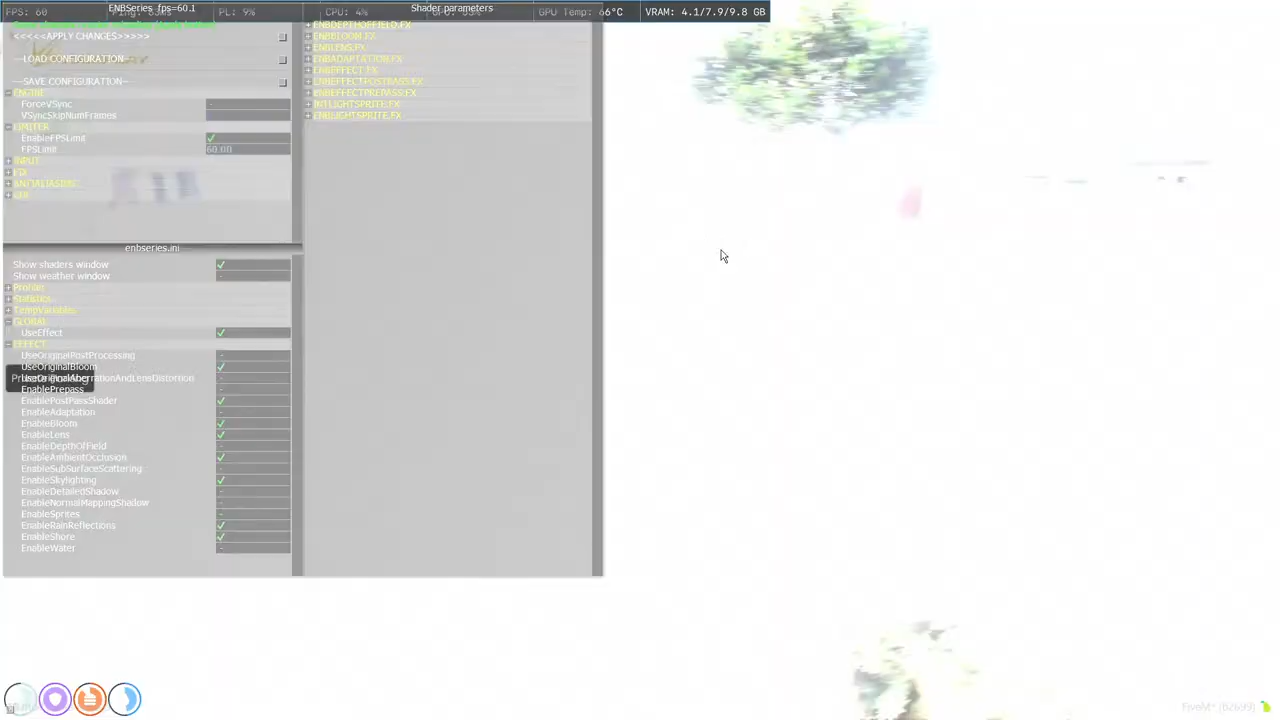 FPS: 60
PL: 9%
CPU: 4%
GPU Temp: 66°C
VRAM: 4.1/7.9/9.8 GB
ENBSeries fps=60.1
Shader parameters
<<<<<APPLY CHANGES>>>>>
---LOAD CONFIGURATION---
---SAVE CONFIGURATION---
ENGINE
ForceVSync
VSyncSkipNumFrames
LIMITER
EnableFPSLimit
FPSLimit 60.00
INPUT
FIX
GUI
enbseries.ini
Show shaders window
Show weather window
Profiler
Statistics
TempVariables
GLOBAL
UseEffect
EFFECT
UseOriginalPostProcessing
UseOriginalBloom
EnablePrepass
EnablePostPassShader
EnableAdaptation
EnableBloom
EnableLens
EnableDepthOfField
EnableAmbientOcclusion
EnableSubSurfaceScattering
EnableSkylighting
EnableDetailedShadow
EnableNormalMappingShadow
EnableSprites
EnableRainReflections
EnableShore
EnableWater
ENBDEPTHOFFIELD.FX
ENBBLOOM.FX
ENBLENS.FX
ENBADAPTATION.FX
ENBEFFECT.FX
ENBEFFECTPOSTPASS.FX
ENBEFFECTPREPASS.FX
ENBLIGHTSPRITE.FX